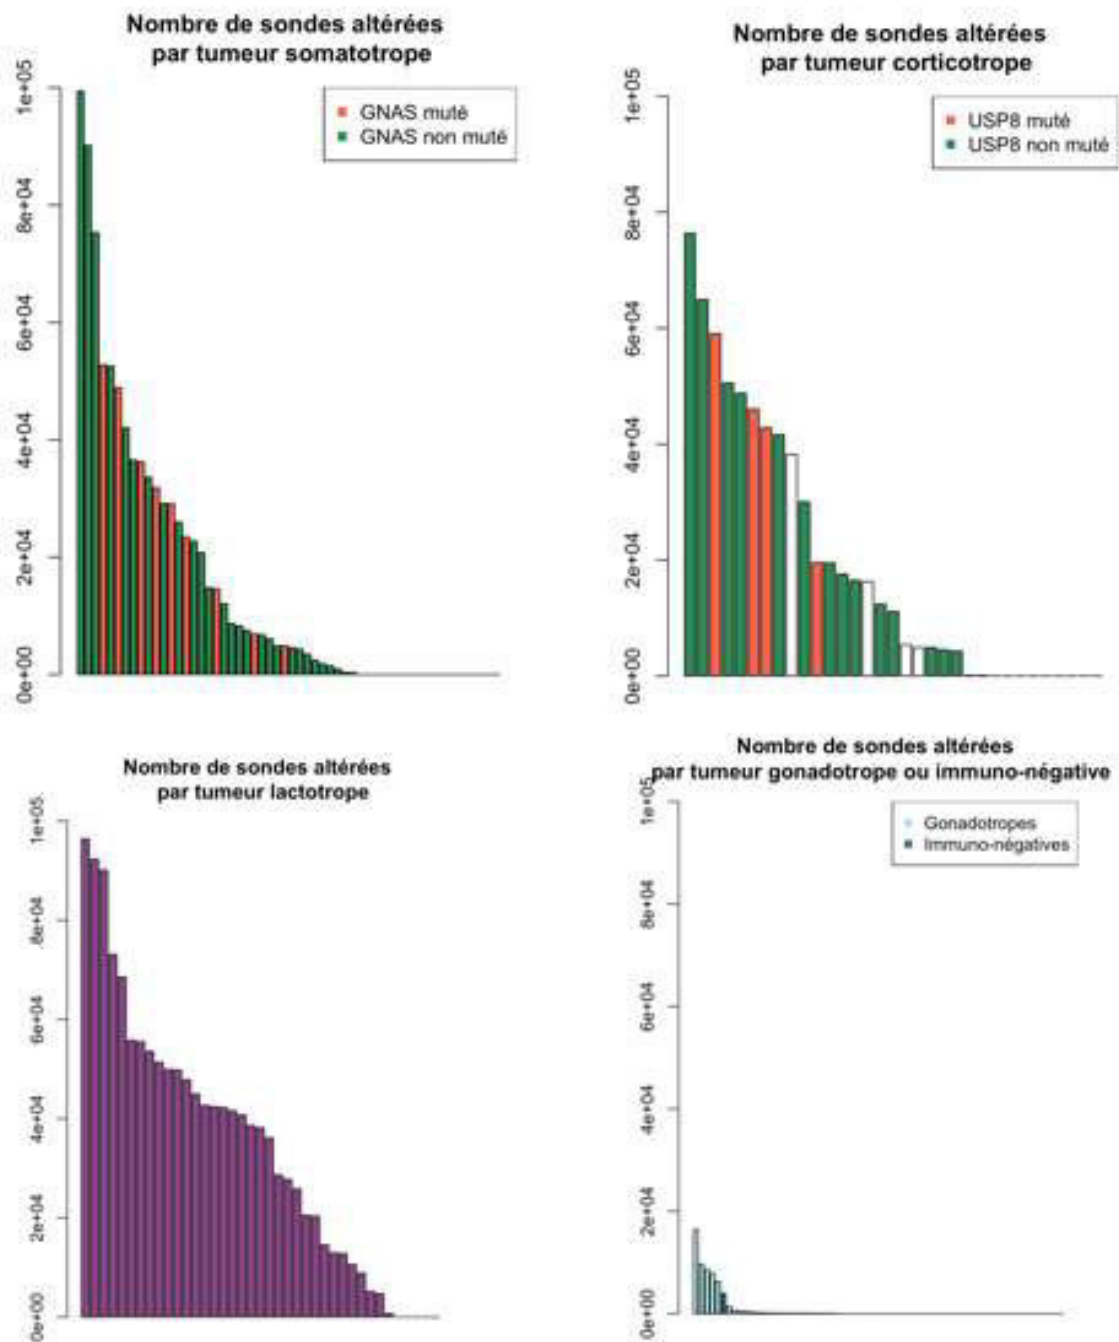 Nombre de sondes altérées
par tumeur somatotrope
1e+05
8e+04
6e+04
4e+04
2e+04
0e+00
GNAS muté
GNAS non muté
Nombre de sondes altérées
par tumeur corticotrope
1e+05
8e+04
6e+04
4e+04
2e+04
0e+00
USP8 muté
USP8 non muté
Nombre de sondes altérées
par tumeur lactotrope
1e+05
8e+04
6e+04
4e+04
2e+04
0e+00
Nombre de sondes altérées
par tumeur gonadotrope ou immuno-négative
1e+05
8e+04
6e+04
4e+04
2e+04
0e+00
Gonadotropes
Immuno-négatives